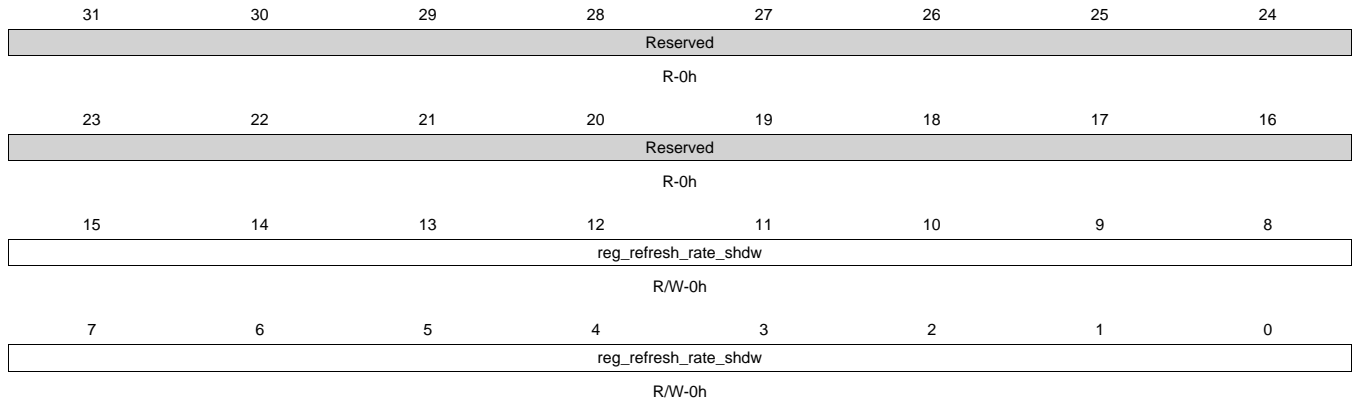 31 30 29 28 27 26 25 24
Reserved
R-0h
23 22 21 20 19 18 17 16
Reserved
R-0h
15 14 13 12 11 10 9 8
reg_refresh_rate_shdw
R/W-0h
7 6 5 4 3 2 1 0
reg_refresh_rate_shdw
R/W-0h